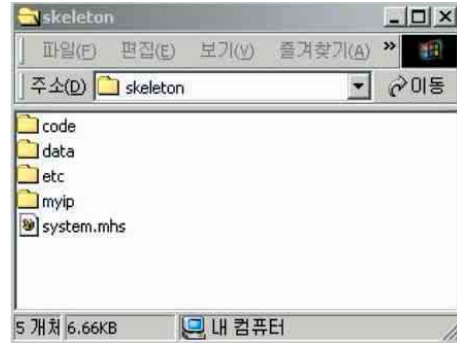 skeleton
파일(F) 편집(E) 보기(V) 즐겨찾기(A) »
주소(D) skeleton 이동
code
data
etc
myip
system.mhs
5 개체 6.66KB 내 컴퓨터